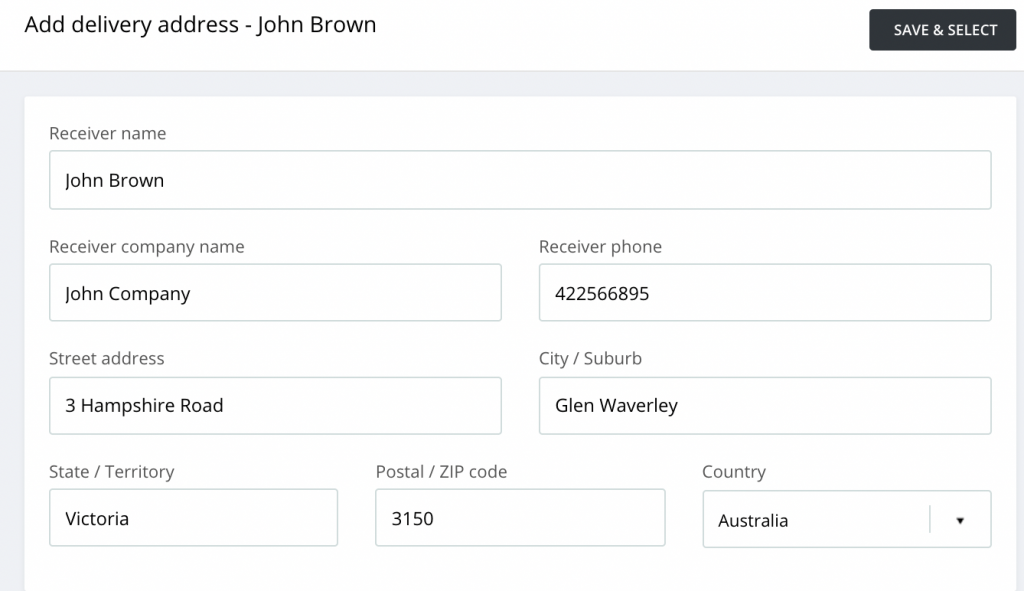 Add delivery address - John Brown
SAVE & SELECT
Receiver name
John Brown
Receiver company name
Receiver phone
John Company
422566895
Street address
City / Suburb
3 Hampshire Road
Glen Waverley
State / Territory
Postal / ZIP code
Country
Victoria
3150
Australia